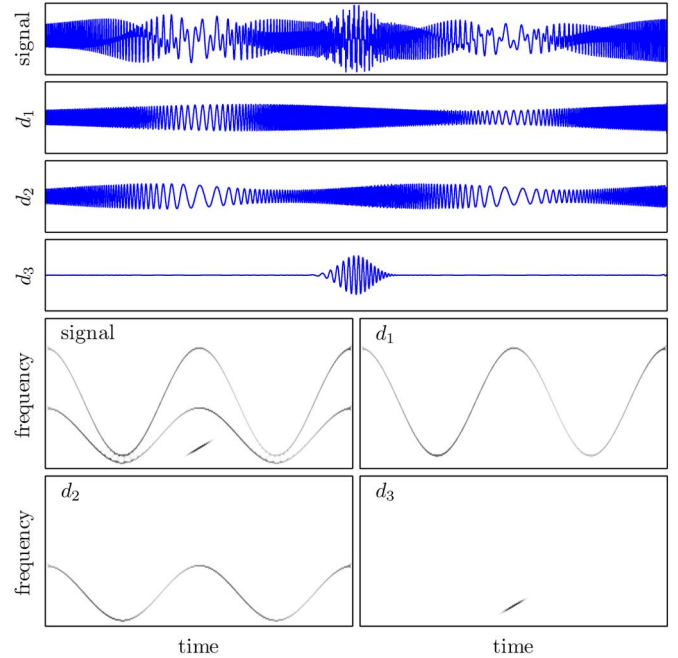 signal
d₁
d₂
d₃
signal
d₁
frequency
d₂
d₃
frequency
time
time